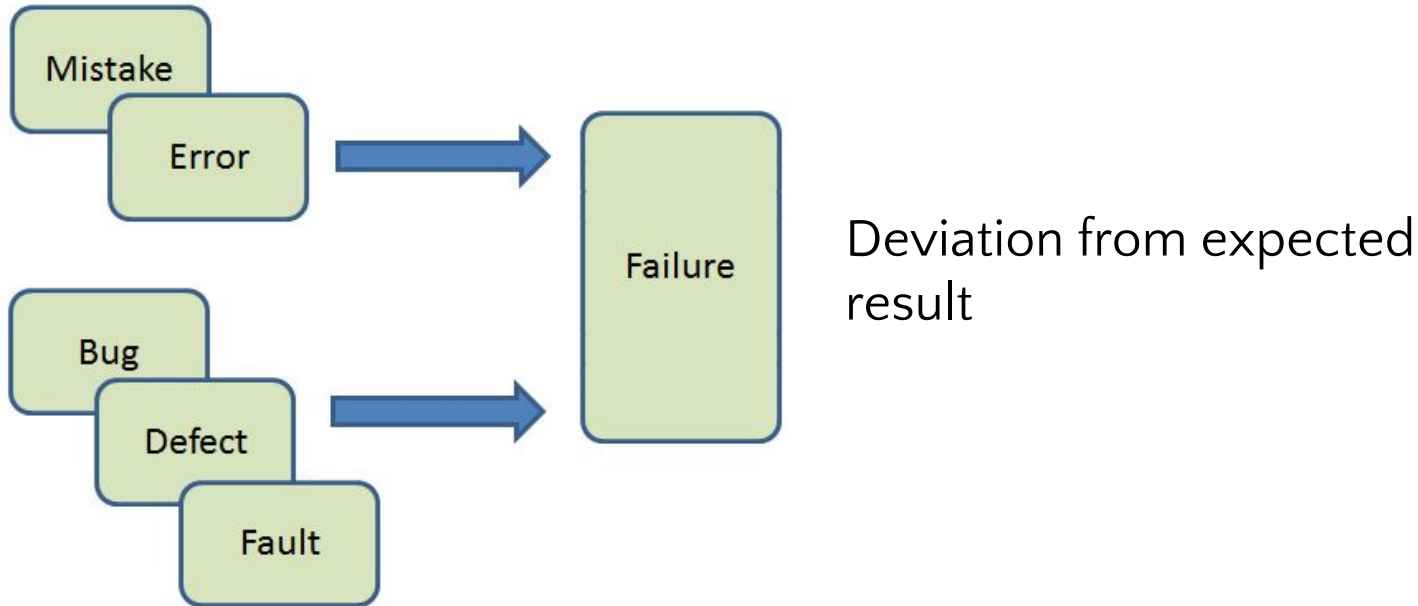 Mistake
Error
Bug
Defect
Fault
Failure
Deviation from expected
result